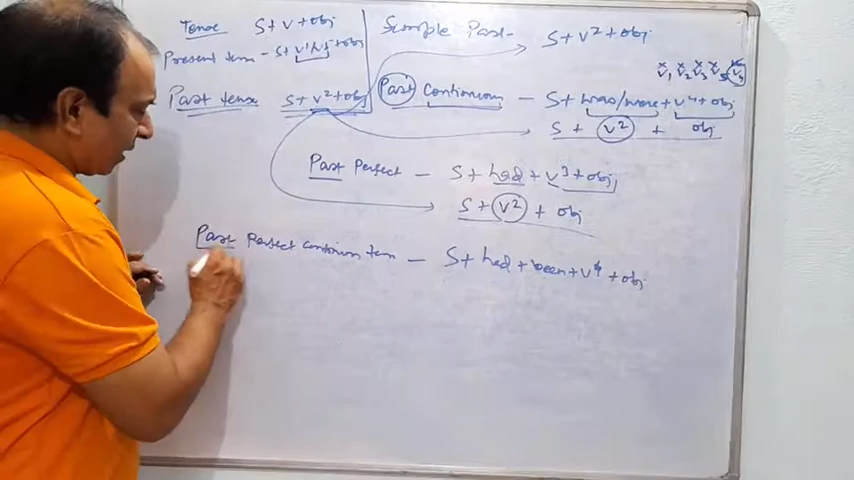 Tense S + V + obj
Present tem - S + V¹/V⁵ + obj
Past tense S + V² + obj
Simple Past - S + V² + obj
x x x x
V₁ V₂ V₃ V₄ V₅
Past Continuous - S + was/were + V⁴ + obj
S + V² + obj
Past Perfect - S + had + V³ + obj
S + V² + obj
Past Perfect continuous tem - S + had + been + V⁴ + obj